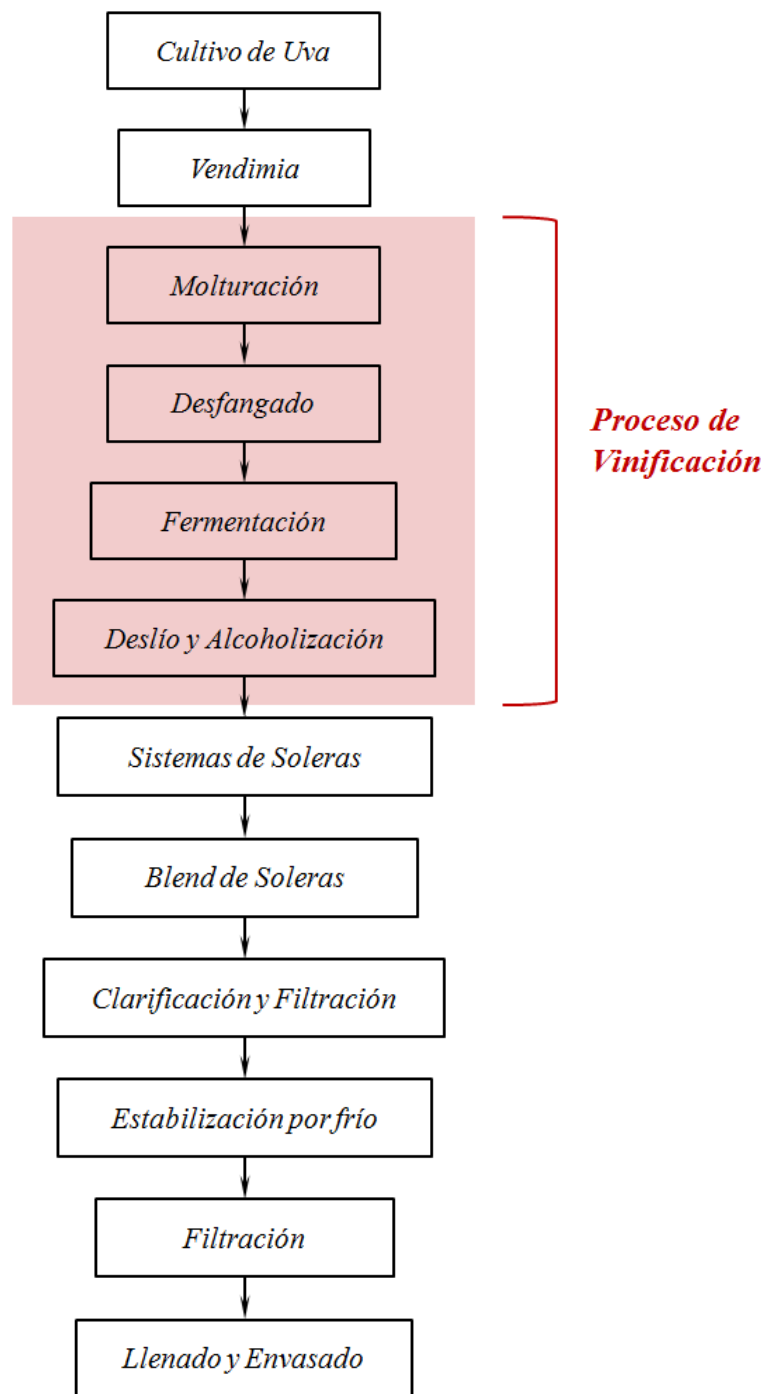 Cultivo de Uva
Vendimia
Molturación
Desfangado
Fermentación
Deslío y Alcoholización
Proceso de
Vinificación
Sistemas de Soleras
Blend de Soleras
Clarificación y Filtración
Estabilización por frío
Filtración
Llenado y Envasado